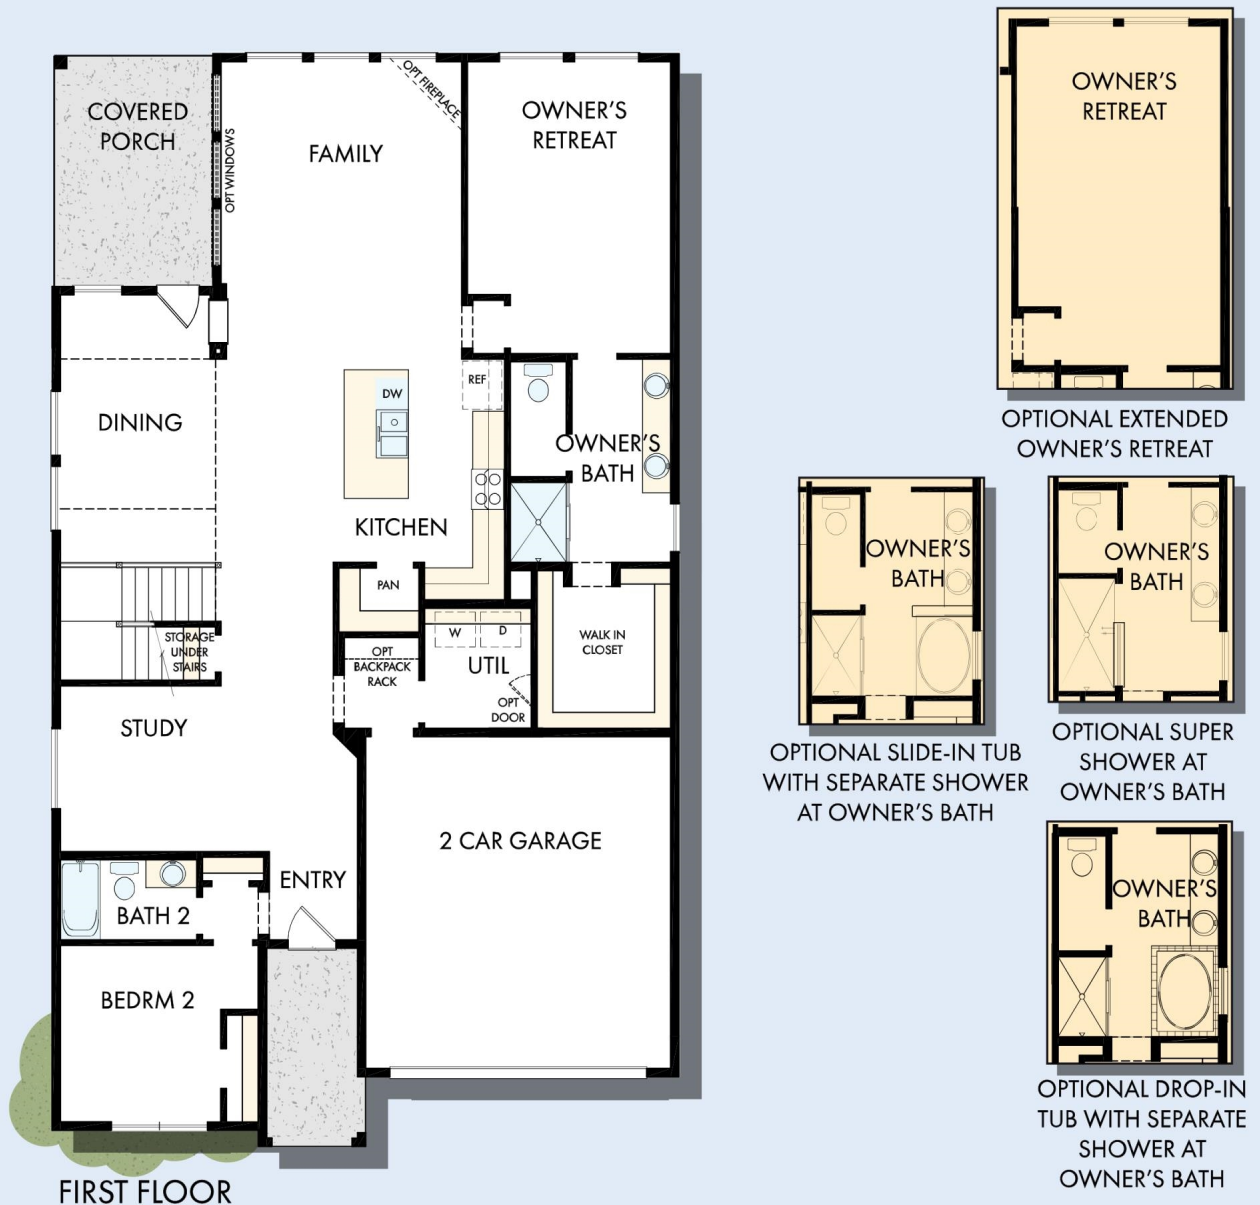 COVERED
PORCH
OPT WINDOWS
FAMILY
OPT FIREPLACE
OWNER'S
RETREAT
DINING
DW
REF
OWNER'S
BATH
KITCHEN
PAN
STORAGE
UNDER
STAIRS
OPT
BACKPACK
RACK
W
D
UTIL
OPT
DOOR
WALK IN
CLOSET
STUDY
2 CAR GARAGE
ENTRY
BATH 2
BEDRM 2
FIRST FLOOR
OWNER'S
RETREAT
OPTIONAL EXTENDED
OWNER'S RETREAT
OWNER'S
BATH
OPTIONAL SLIDE-IN TUB
WITH SEPARATE SHOWER
AT OWNER'S BATH
OWNER'S
BATH
OPTIONAL SUPER
SHOWER AT
OWNER'S BATH
OWNER'S
BATH
OPTIONAL DROP-IN
TUB WITH SEPARATE
SHOWER AT
OWNER'S BATH